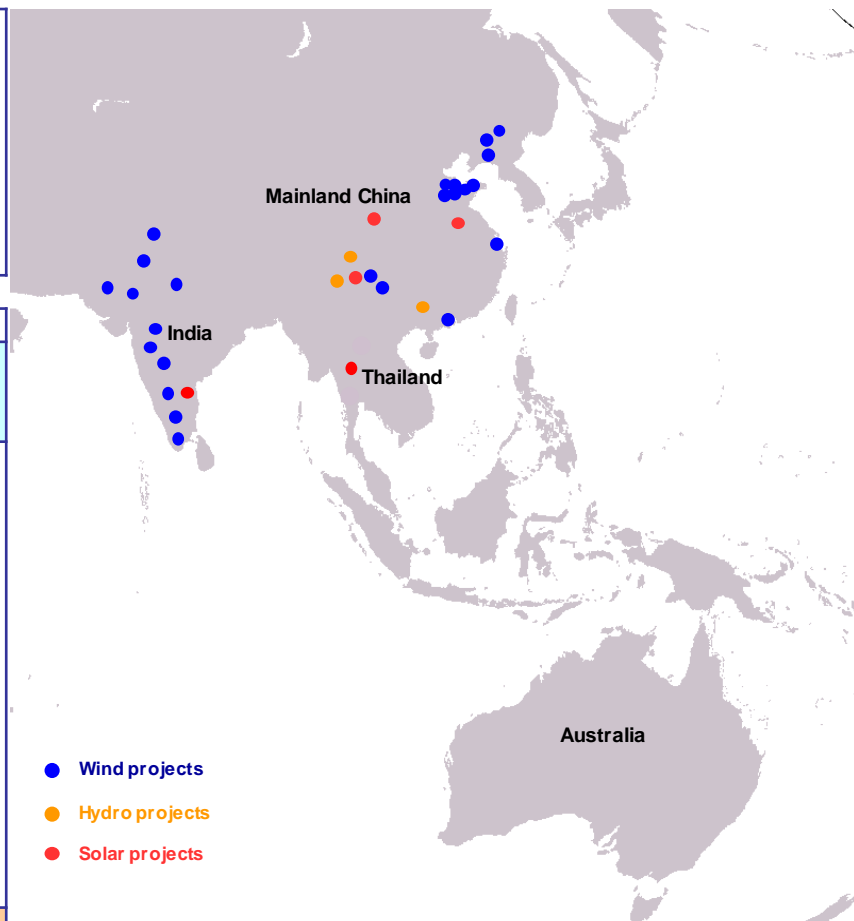 Mainland China
India
Thailand
Australia
Wind projects
Hydro projects
Solar projects